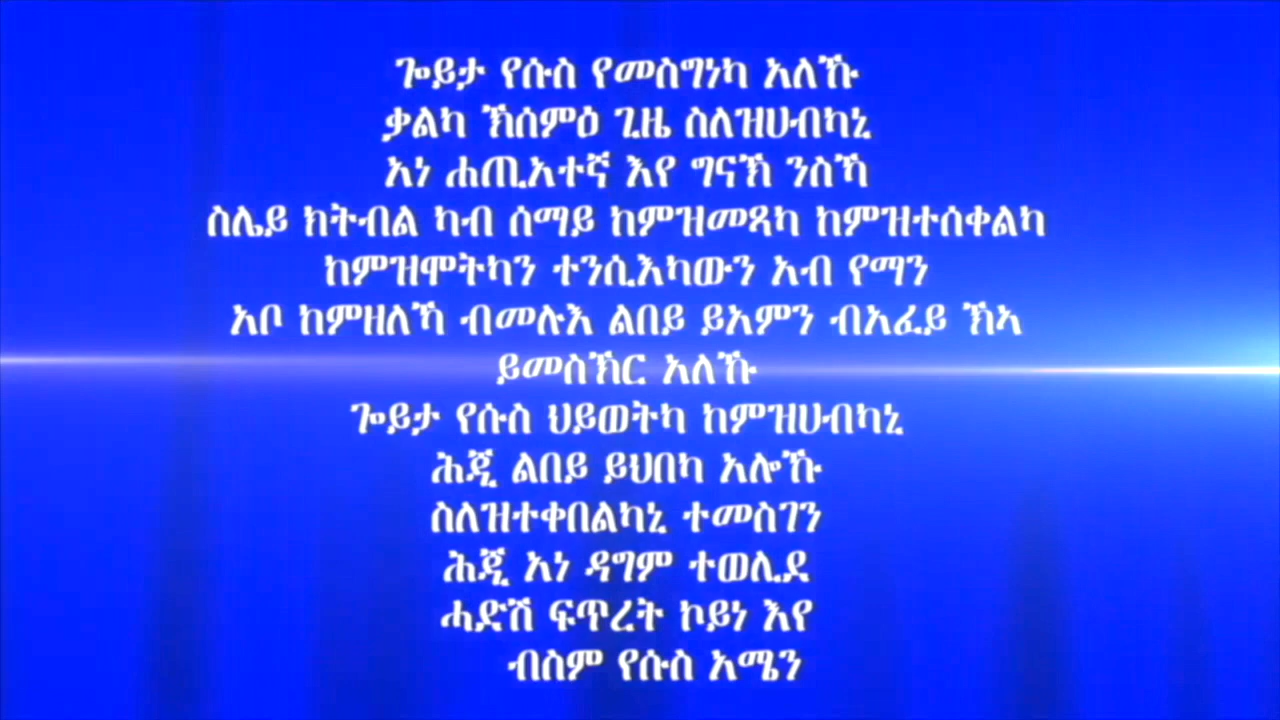 ጐይታ የሱስ የመስግነካ አለኹ
ቃልካ ኽሰምዕ ጊዜ ስለዝሀብካኒ
አነ ሐጢአተኛ እየ ግናኽ ንስኻ
ስሌይ ክትብል ካብ ሰማይ ከምዝመጻካ ከምዝተሰቀልካ
ከምዝሞትካን ተንሲእካውን አብ የማን
አቦ ከምዘለኻ ብመሉእ ልበይ ይአምን ብአፈይ ኽኣ
ይመስኽር አለኹ
ጐይታ የሱስ ህይወትካ ከምዝሀብካኒ
ሕጂ ልበይ ይህበካ አሎኹ
ስለዝተቀበልካኒ ተመስገን
ሕጂ አነ ዳግም ተወሊደ
ሓድሽ ፍጥረት ኮይነ እየ
ብስም የሱስ አሜን